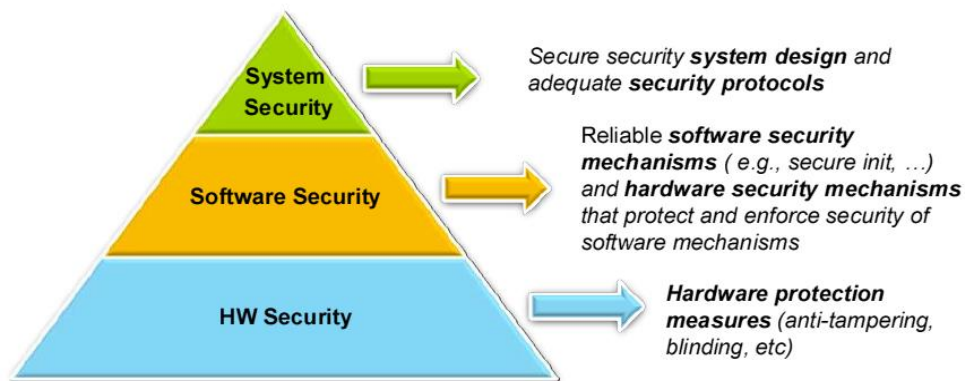 System
Security
Secure security system design and
adequate security protocols
Software Security
Reliable software security
mechanisms ( e.g., secure init, …)
and hardware security mechanisms
that protect and enforce security of
software mechanisms
HW Security
Hardware protection
measures (anti-tampering,
blinding, etc)